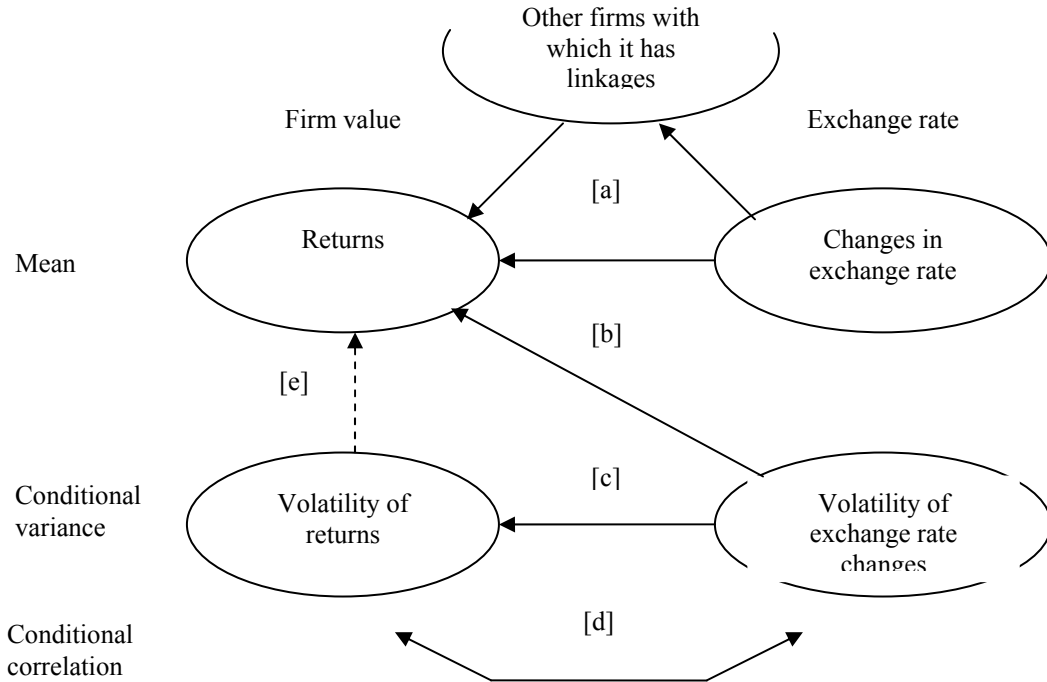 Other firms with
which it has
linkages
Firm value
Exchange rate
[a]
Mean
Returns
Changes in
exchange rate
[b]
[e]
Conditional
variance
Volatility of
returns
[c]
Volatility of
exchange rate
changes
Conditional
correlation
[d]